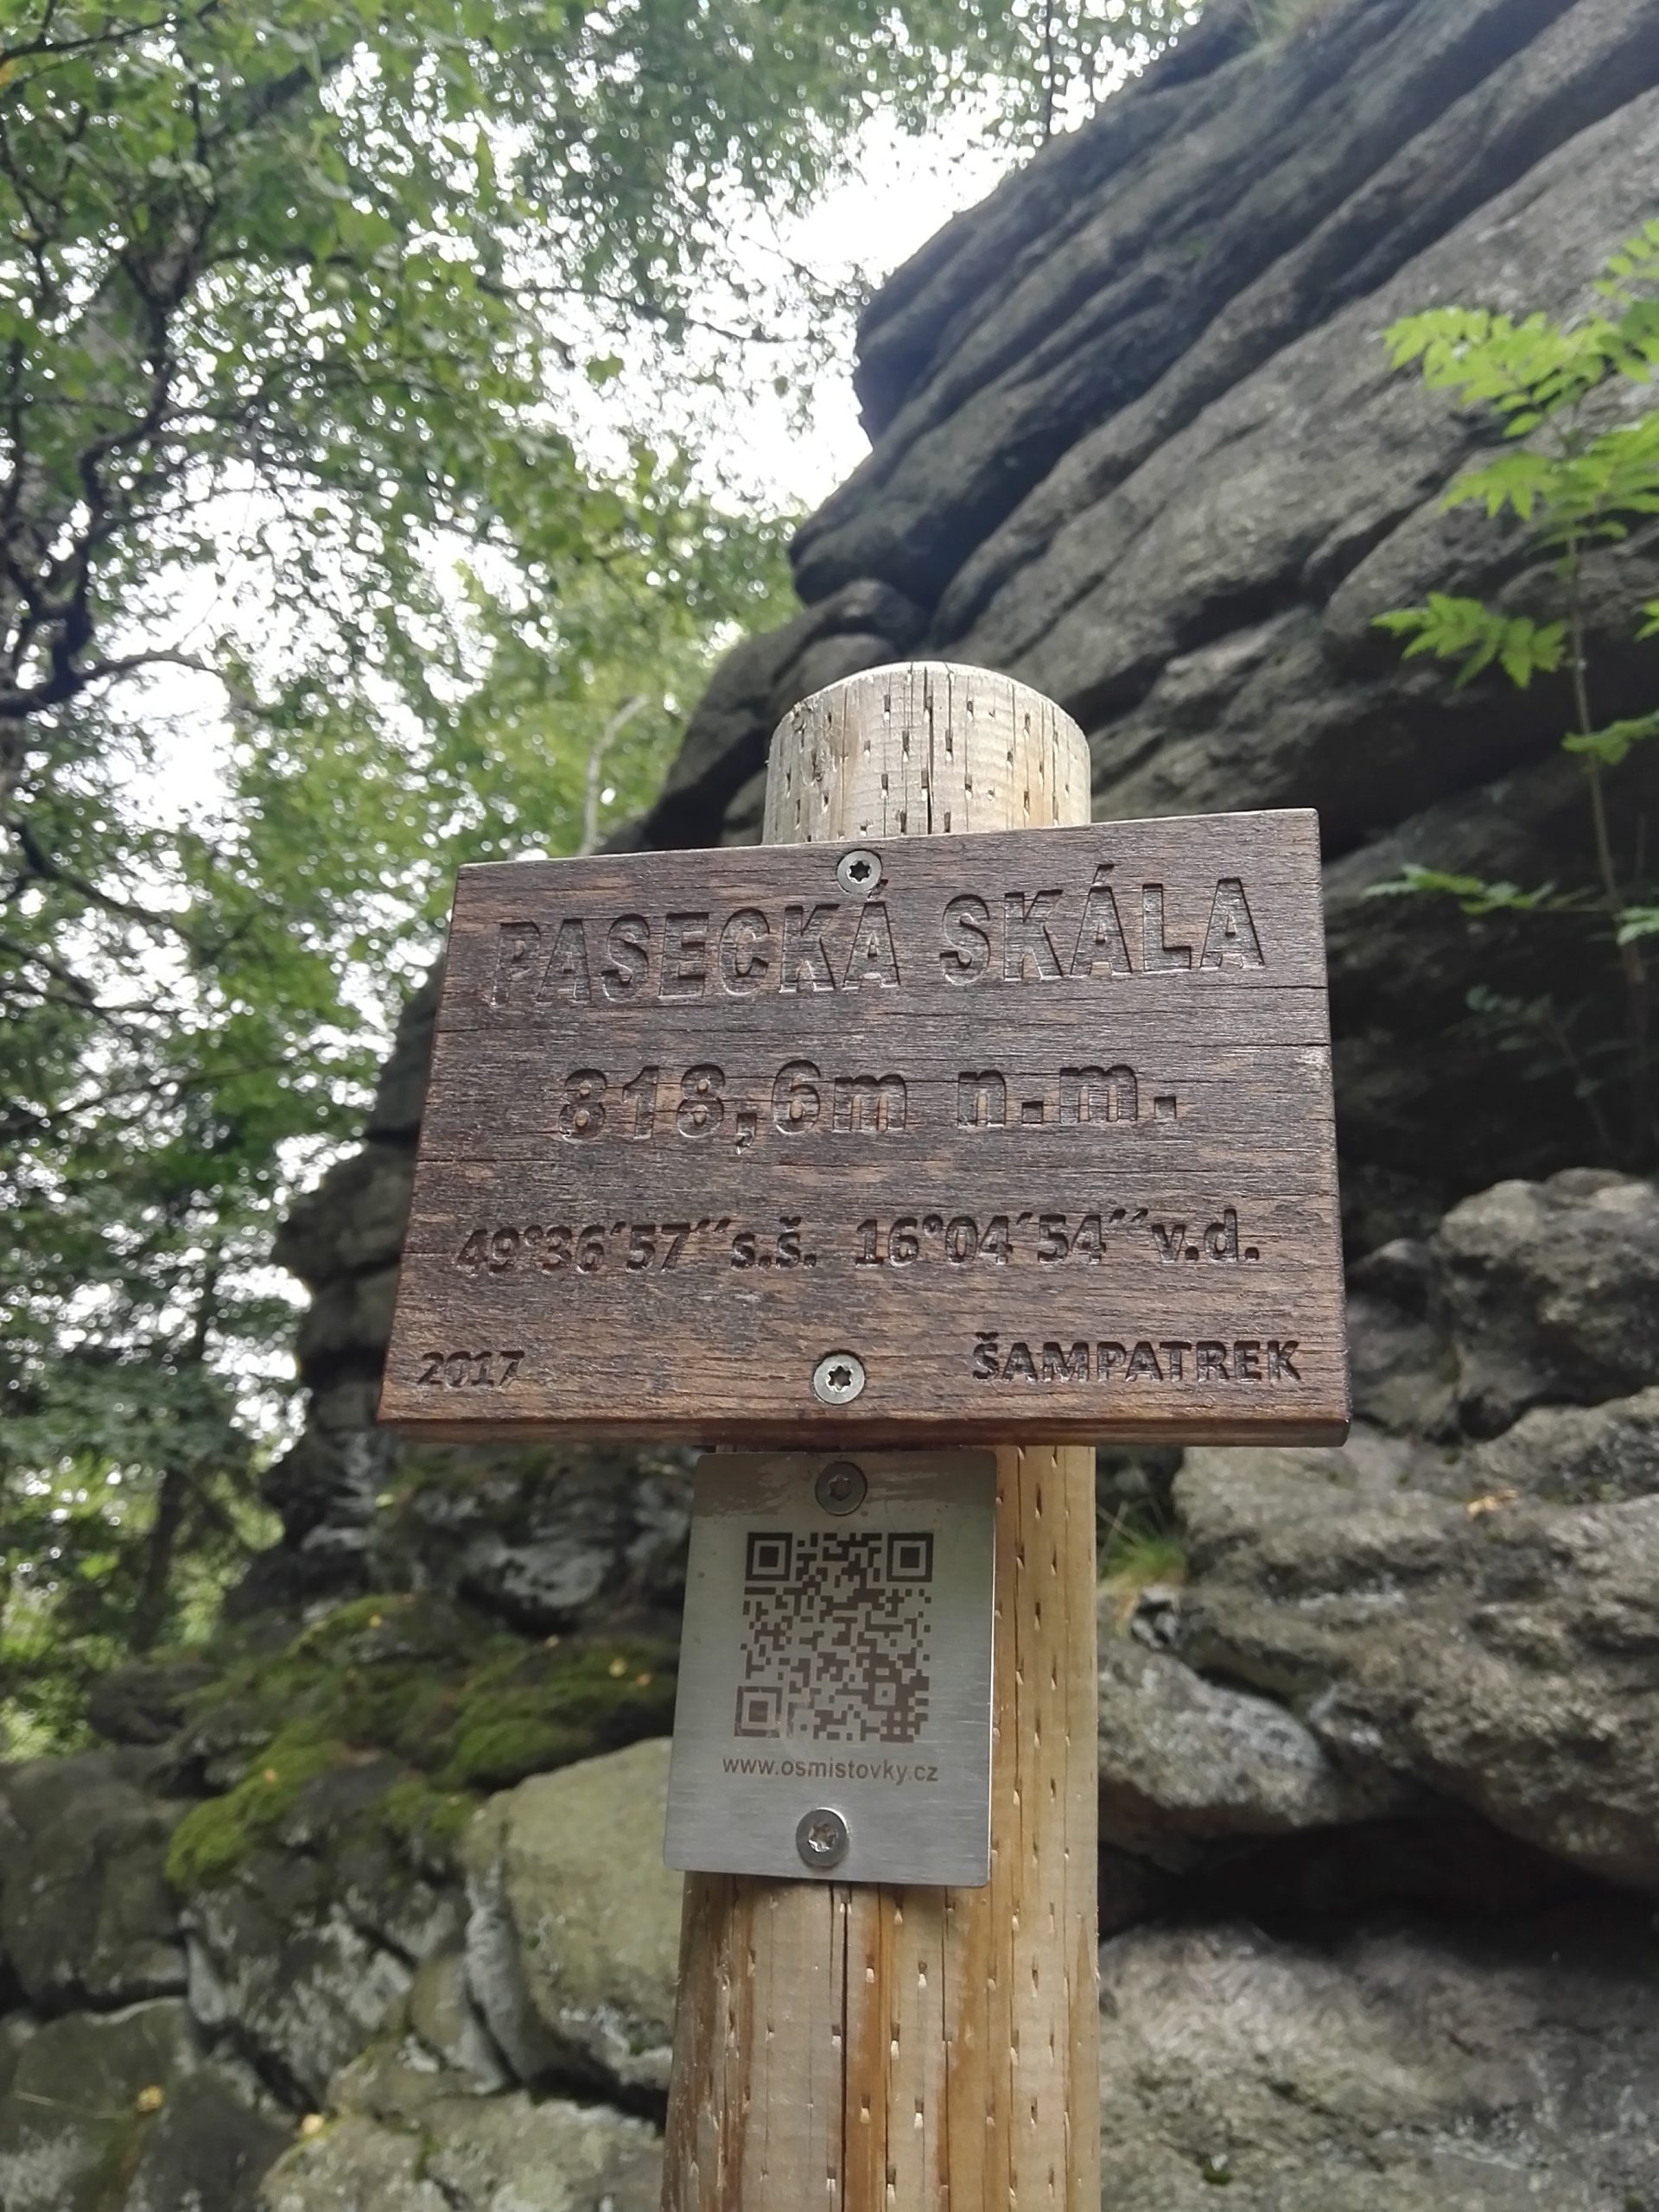 PASECKÁ SKÁLA
818,6m n.m.
49°36´57´´s.š. 16°04´54´´v.d.
2017 ŠAMPATREK
www.osmistovky.cz